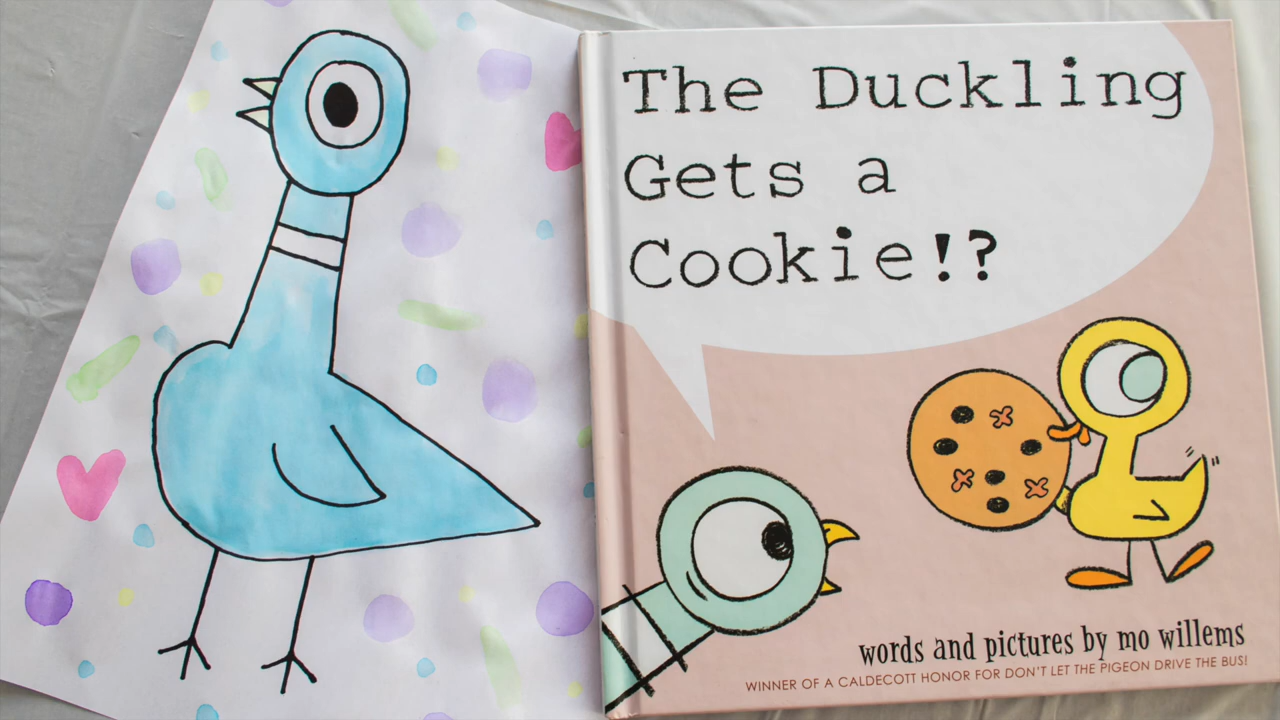 The Duckling
Gets a
Cookie!?
words and pictures by mo willems
WINNER OF A CALDECOTT HONOR FOR DON'T LET THE PIGEON DRIVE THE BUS!